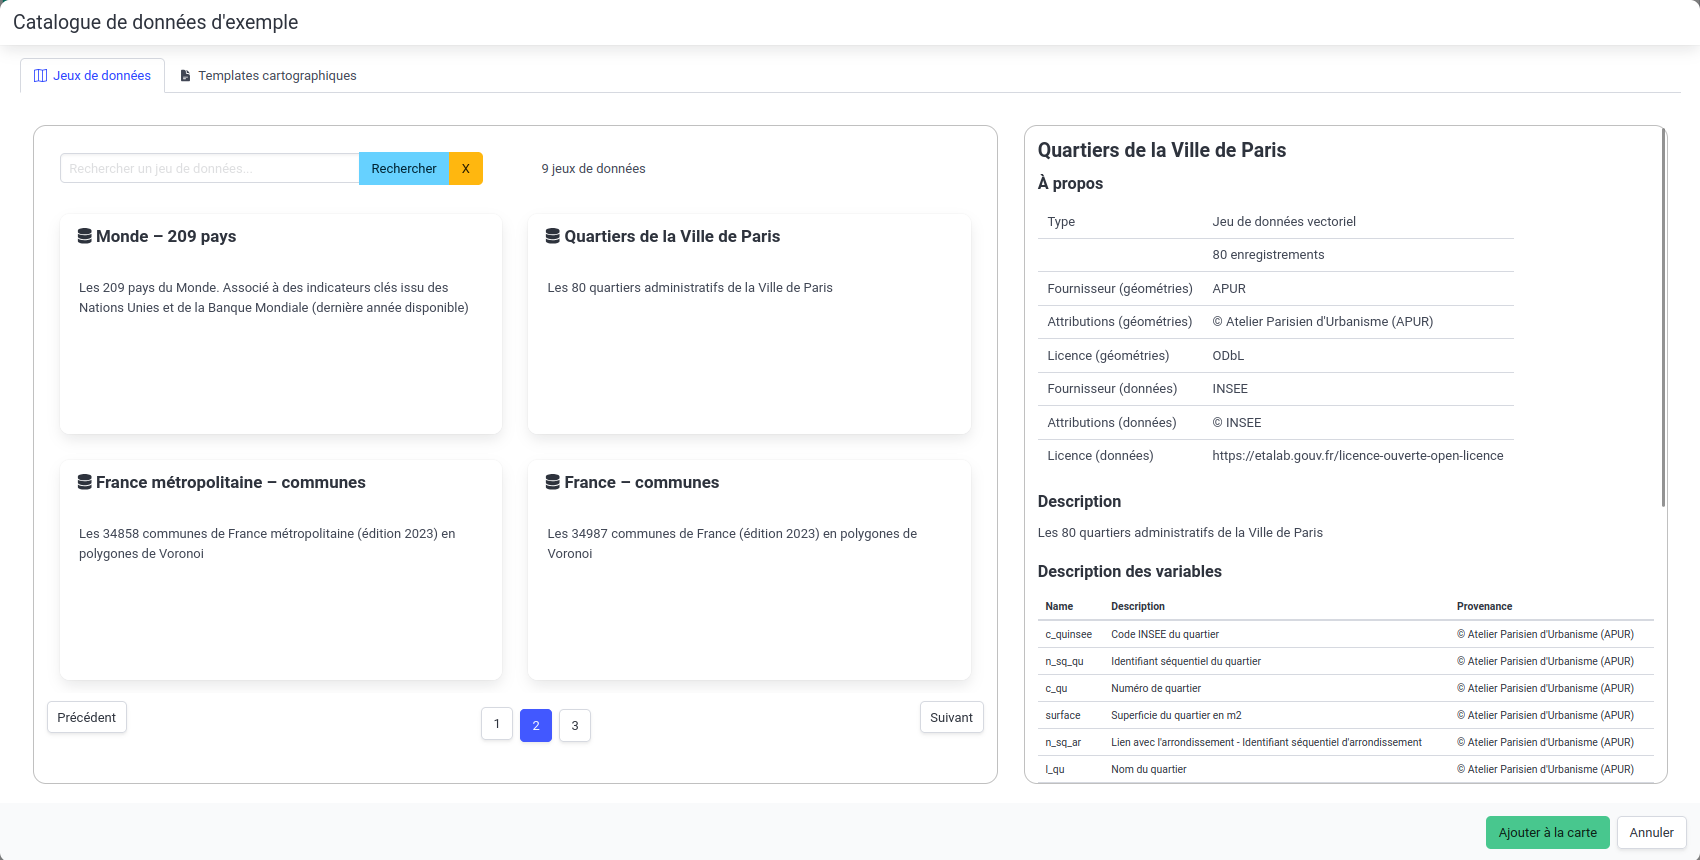 Catalogue de données d'exemple
Jeux de données
Templates cartographiques
Rechercher un jeu de données...
Rechercher
X
9 jeux de données
Monde – 209 pays
Les 209 pays du Monde. Associé à des indicateurs clés issu des
Nations Unies et de la Banque Mondiale (dernière année disponible)
Quartiers de la Ville de Paris
Les 80 quartiers administratifs de la Ville de Paris
France métropolitaine – communes
Les 34858 communes de France métropolitaine (édition 2023) en
polygones de Voronoi
France – communes
Les 34987 communes de France (édition 2023) en polygones de
Voronoi
Précédent
1
2
3
Suivant
Quartiers de la Ville de Paris
À propos
Type Jeu de données vectoriel
80 enregistrements
Fournisseur (géométries) APUR
Attributions (géométries) © Atelier Parisien d'Urbanisme (APUR)
Licence (géométries) ODbL
Fournisseur (données) INSEE
Attributions (données) © INSEE
Licence (données) https://etalab.gouv.fr/licence-ouverte-open-licence
Description
Les 80 quartiers administratifs de la Ville de Paris
Description des variables
Name Description Provenance
c_quinsee Code INSEE du quartier © Atelier Parisien d'Urbanisme (APUR)
n_sq_qu Identifiant séquentiel du quartier © Atelier Parisien d'Urbanisme (APUR)
c_qu Numéro de quartier © Atelier Parisien d'Urbanisme (APUR)
surface Superficie du quartier en m2 © Atelier Parisien d'Urbanisme (APUR)
n_sq_ar Lien avec l'arrondissement - Identifiant séquentiel d'arrondissement © Atelier Parisien d'Urbanisme (APUR)
l_qu Nom du quartier © Atelier Parisien d'Urbanisme (APUR)
Ajouter à la carte
Annuler